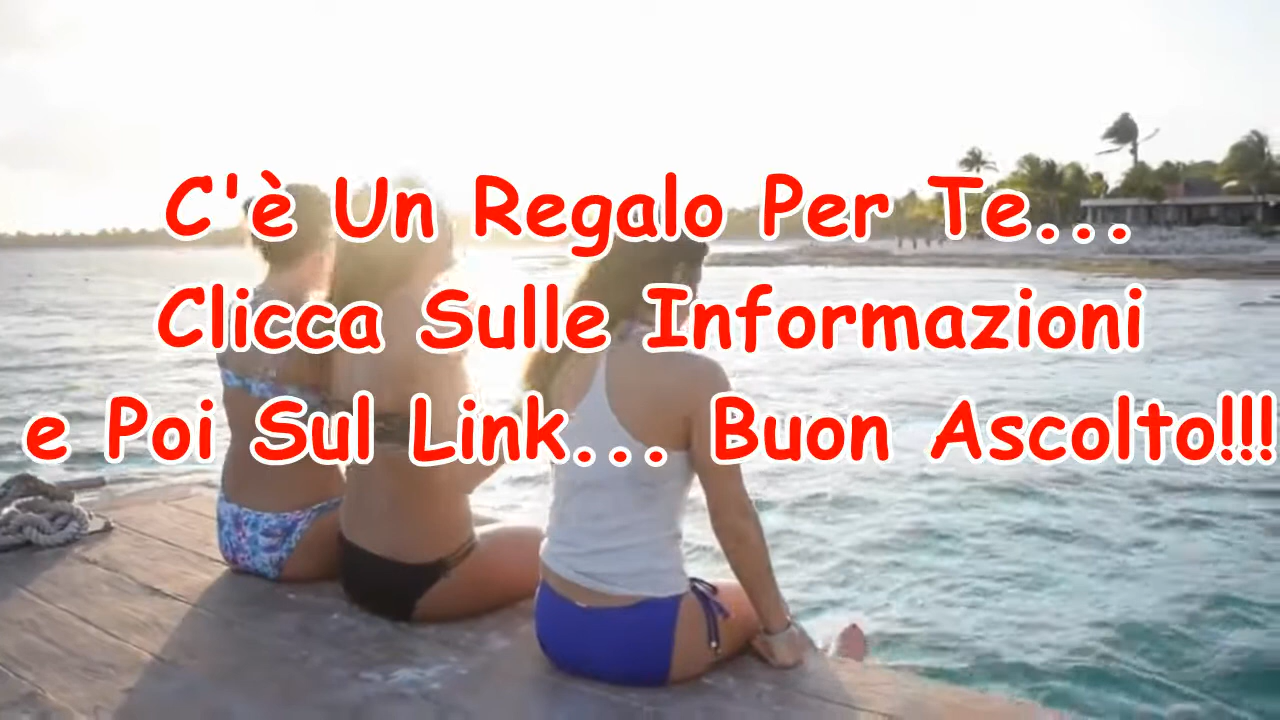 C'è Un Regalo Per Te...
Clicca Sulle Informazioni
e Poi Sul Link... Buon Ascolto!!!